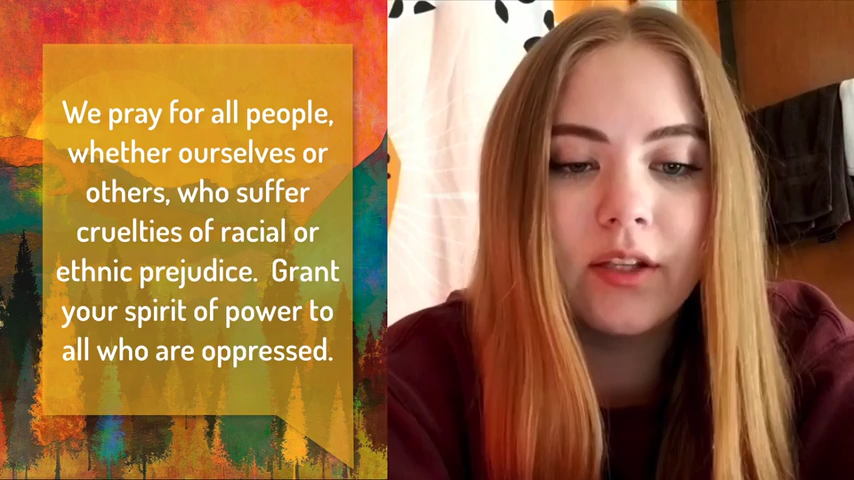 We pray for all people,
whether ourselves or
others, who suffer
cruelties of racial or
ethnic prejudice.  Grant
your spirit of power to
all who are oppressed.